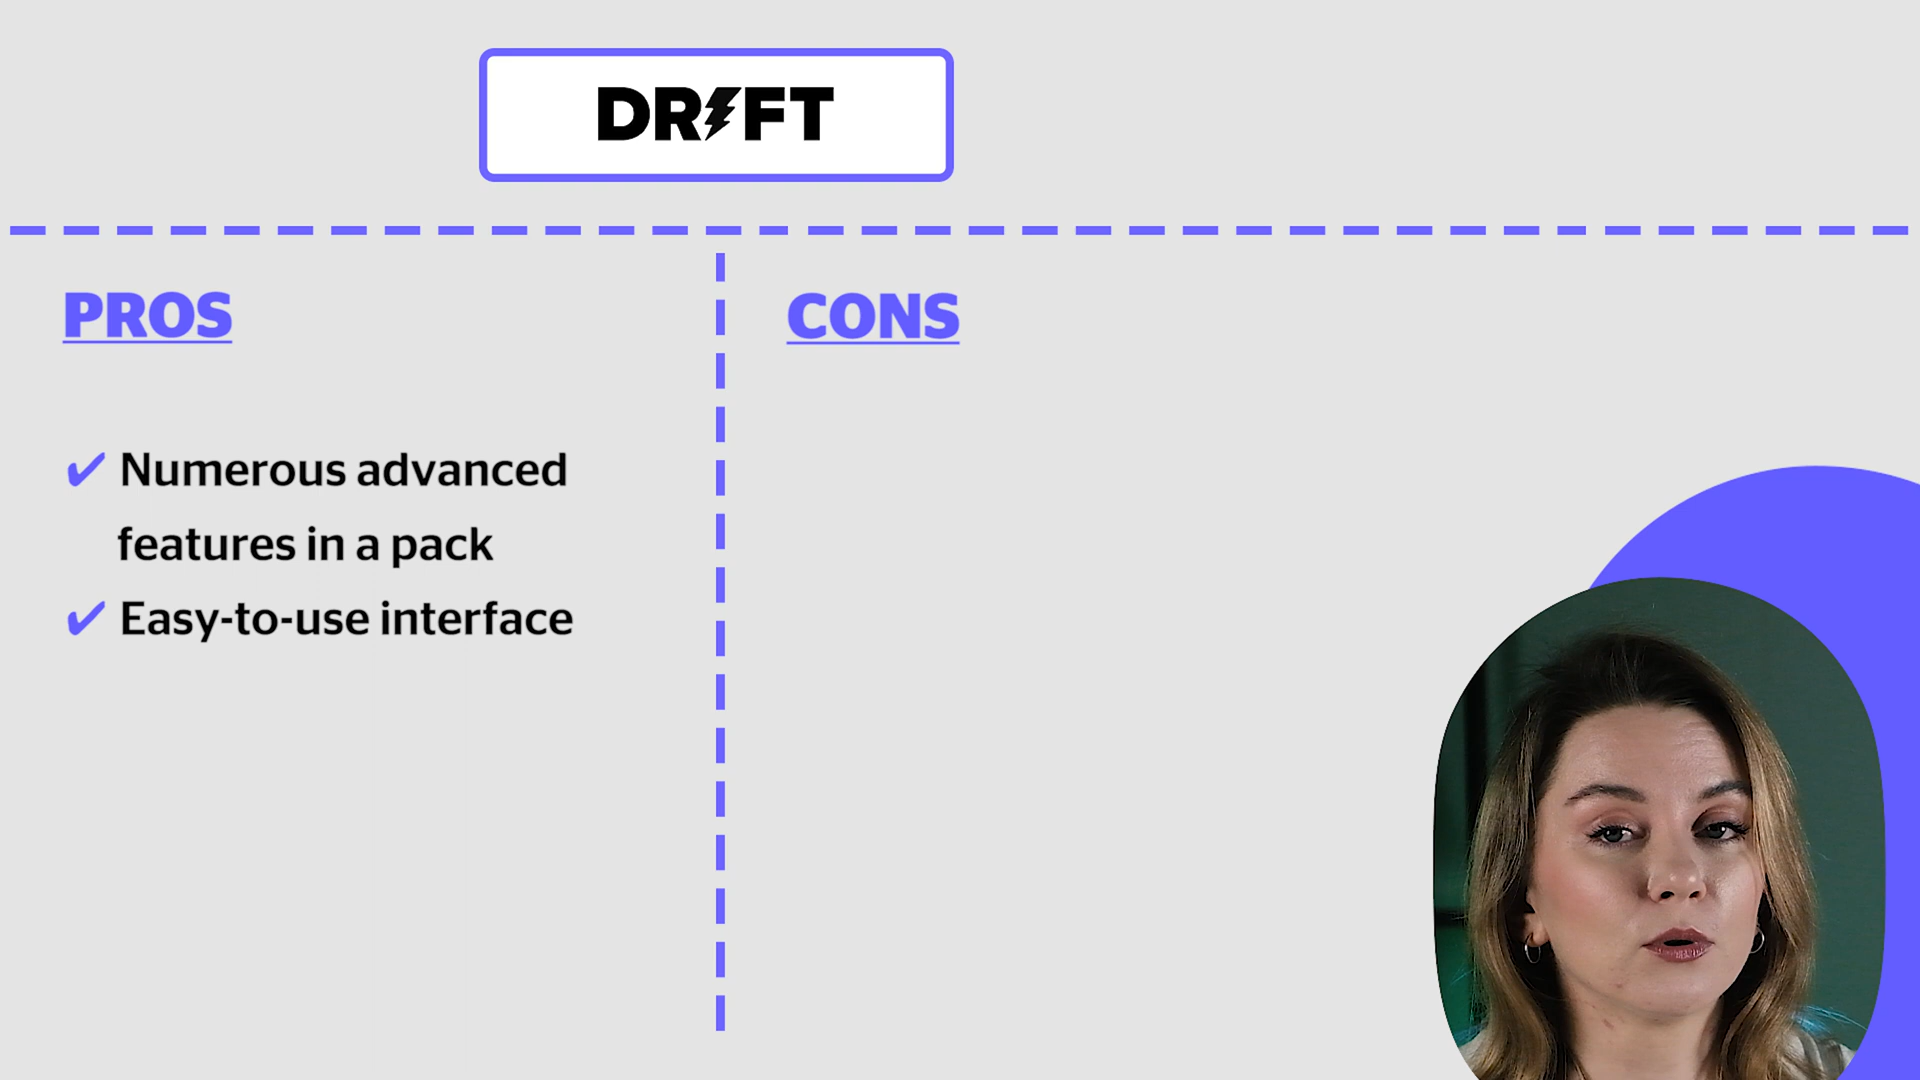 DRIFT
PROS
CONS
✔ Numerous advanced
features in a pack
✔ Easy-to-use interface